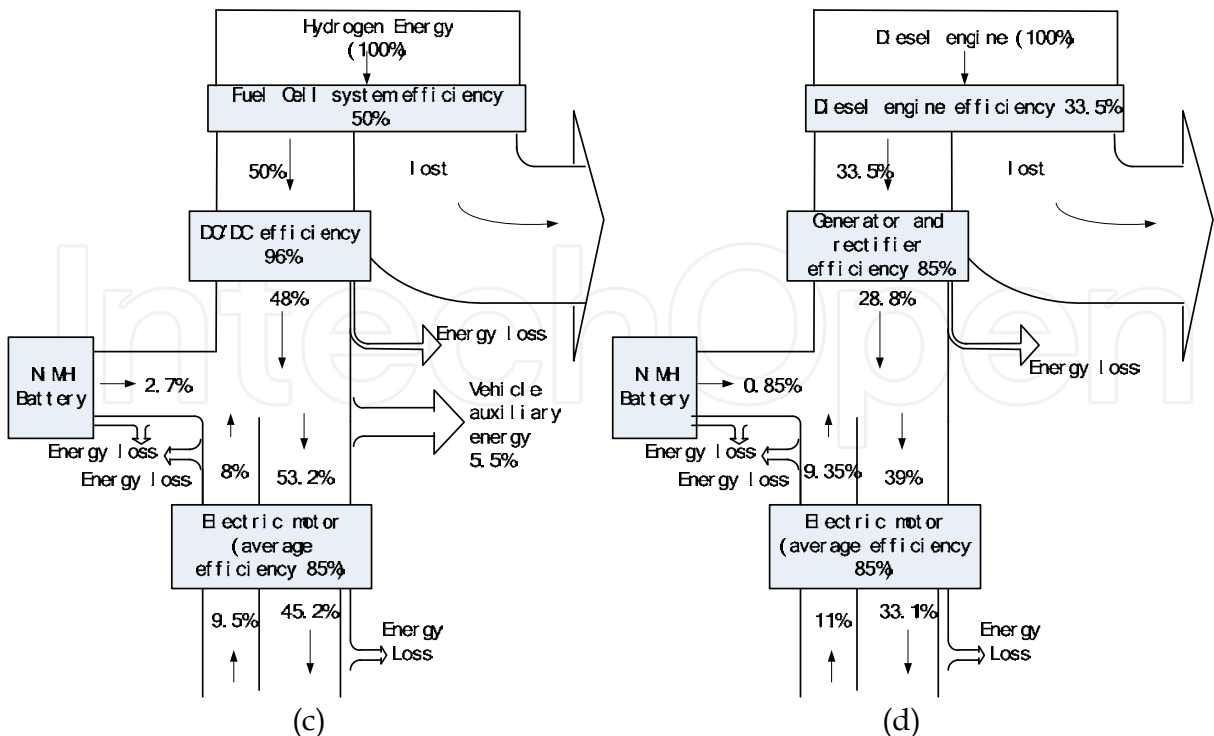 Hydrogen Energy
(100%)
Fuel Cell system efficiency
50%
50%
lost
DC/DC efficiency
96%
48%
Energy loss
NiMH
Battery
2.7%
Vehicle
auxiliary
energy
5.5%
Energy loss
Energy loss
8%
53.2%
Electric motor
(average
efficiency 85%)
9.5%
45.2%
Energy
Loss
(c)
Diesel engine (100%)
Diesel engine efficiency 33.5%
33.5%
lost
Generator and
rectifier
efficiency 85%
28.8%
Energy loss
NiMH
Battery
0.85%
Energy loss
Energy loss
9.35%
39%
Electric motor
(average efficiency
85%)
11%
33.1%
Energy
Loss
(d)
IntechOpen